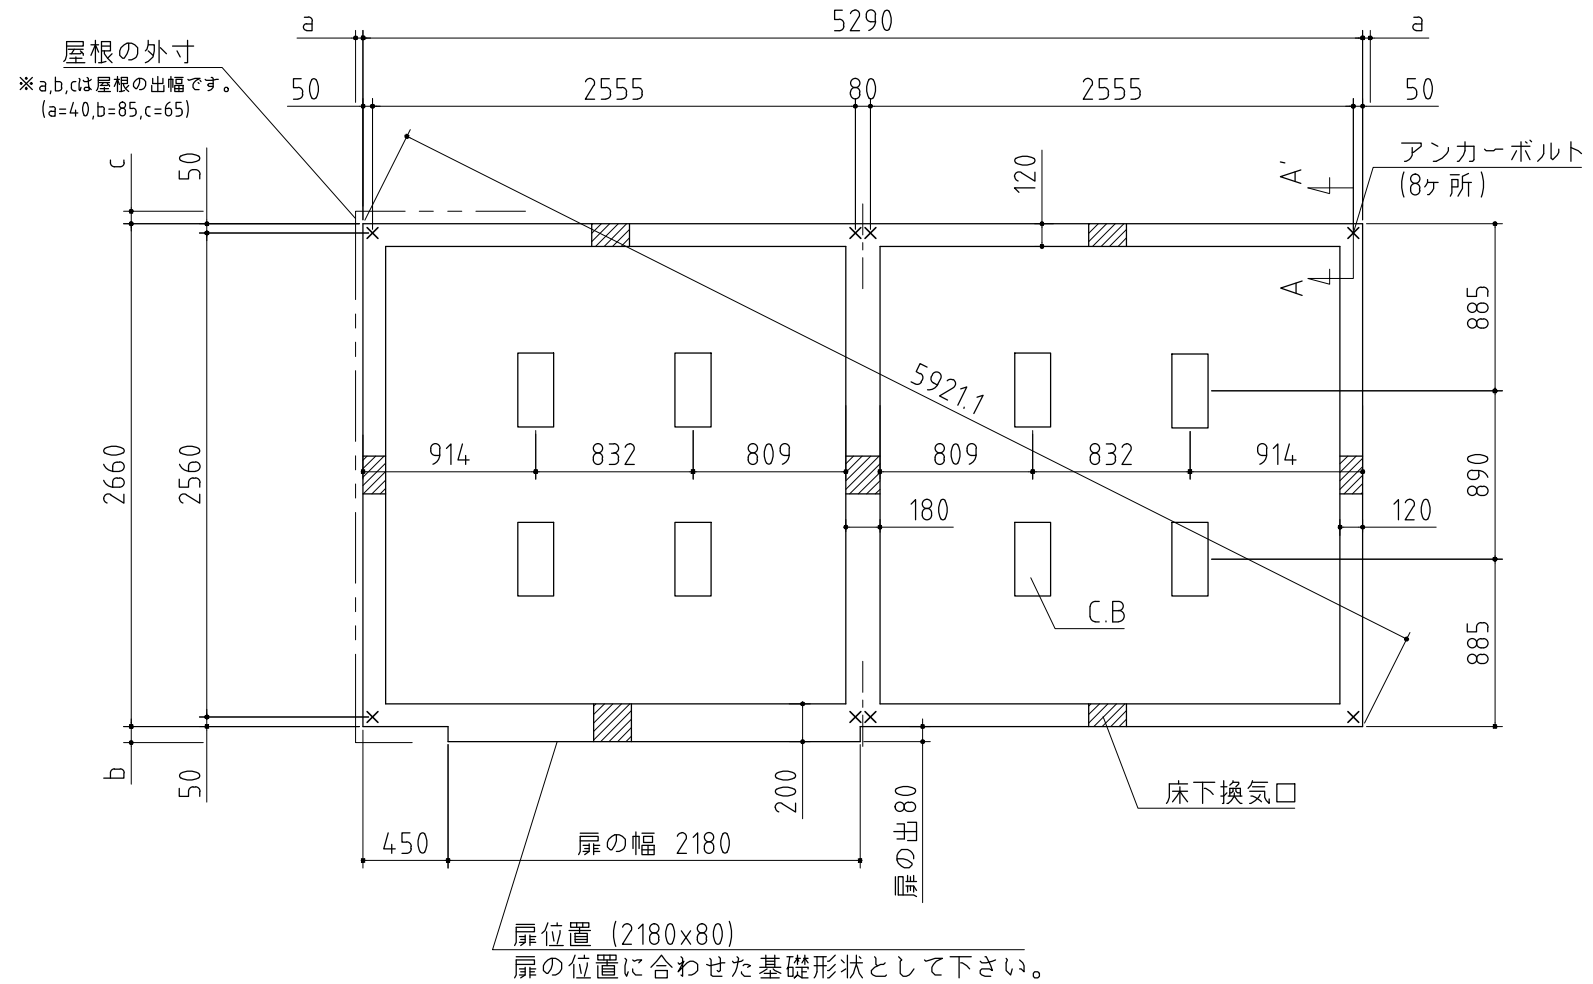 a
5290
a
屋根の外寸
※a,b,cは屋根の出幅です。
(a=40,b=85,c=65)
50
2555
80
2555
50
アンカーボルト
(8ヶ所)
c
50
120
A'
A
885
5921.1
2660
2560
914
832
809
809
832
914
890
180
120
C.B
885
b
50
200
扉の出80
床下換気口
450
扉の幅 2180
扉位置 (2180x80)
扉の位置に合わせた基礎形状として下さい。